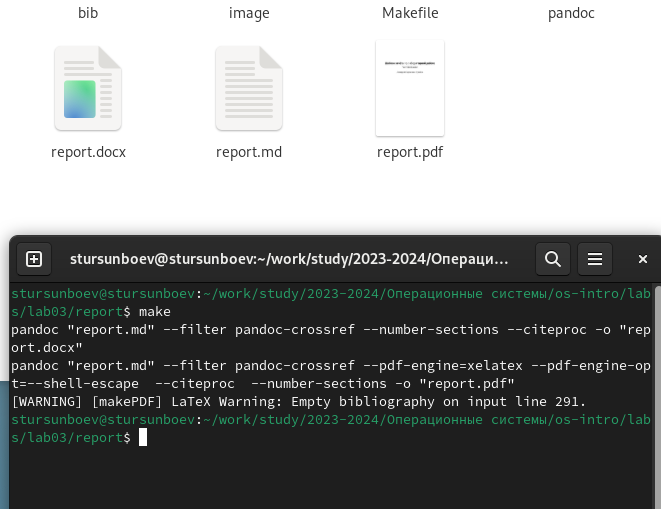 bib image Makefile pandoc
report.docx report.md report.pdf
stursunboev@stursunboev:~/work/study/2023-2024/Операци...
stursunboev@stursunboev:~/work/study/2023-2024/Операционные системы/os-intro/lab
s/lab03/report$ make
pandoc "report.md" --filter pandoc-crossref --number-sections --citeproc -o "rep
ort.docx"
pandoc "report.md" --filter pandoc-crossref --pdf-engine=xelatex --pdf-engine-op
t=--shell-escape  --citeproc  --number-sections -o "report.pdf"
[WARNING] [makePDF] LaTeX Warning: Empty bibliography on input line 291.
stursunboev@stursunboev:~/work/study/2023-2024/Операционные системы/os-intro/lab
s/lab03/report$